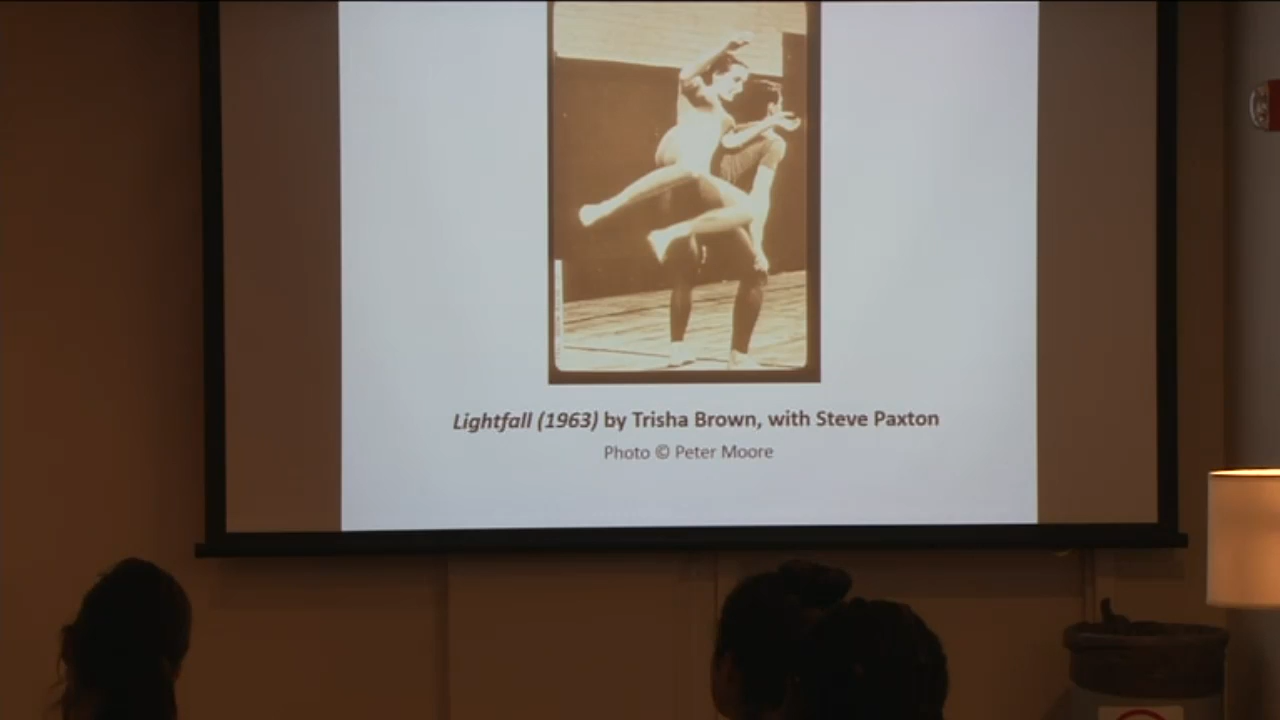 Lightfall (1963) by Trisha Brown, with Steve Paxton
Photo © Peter Moore